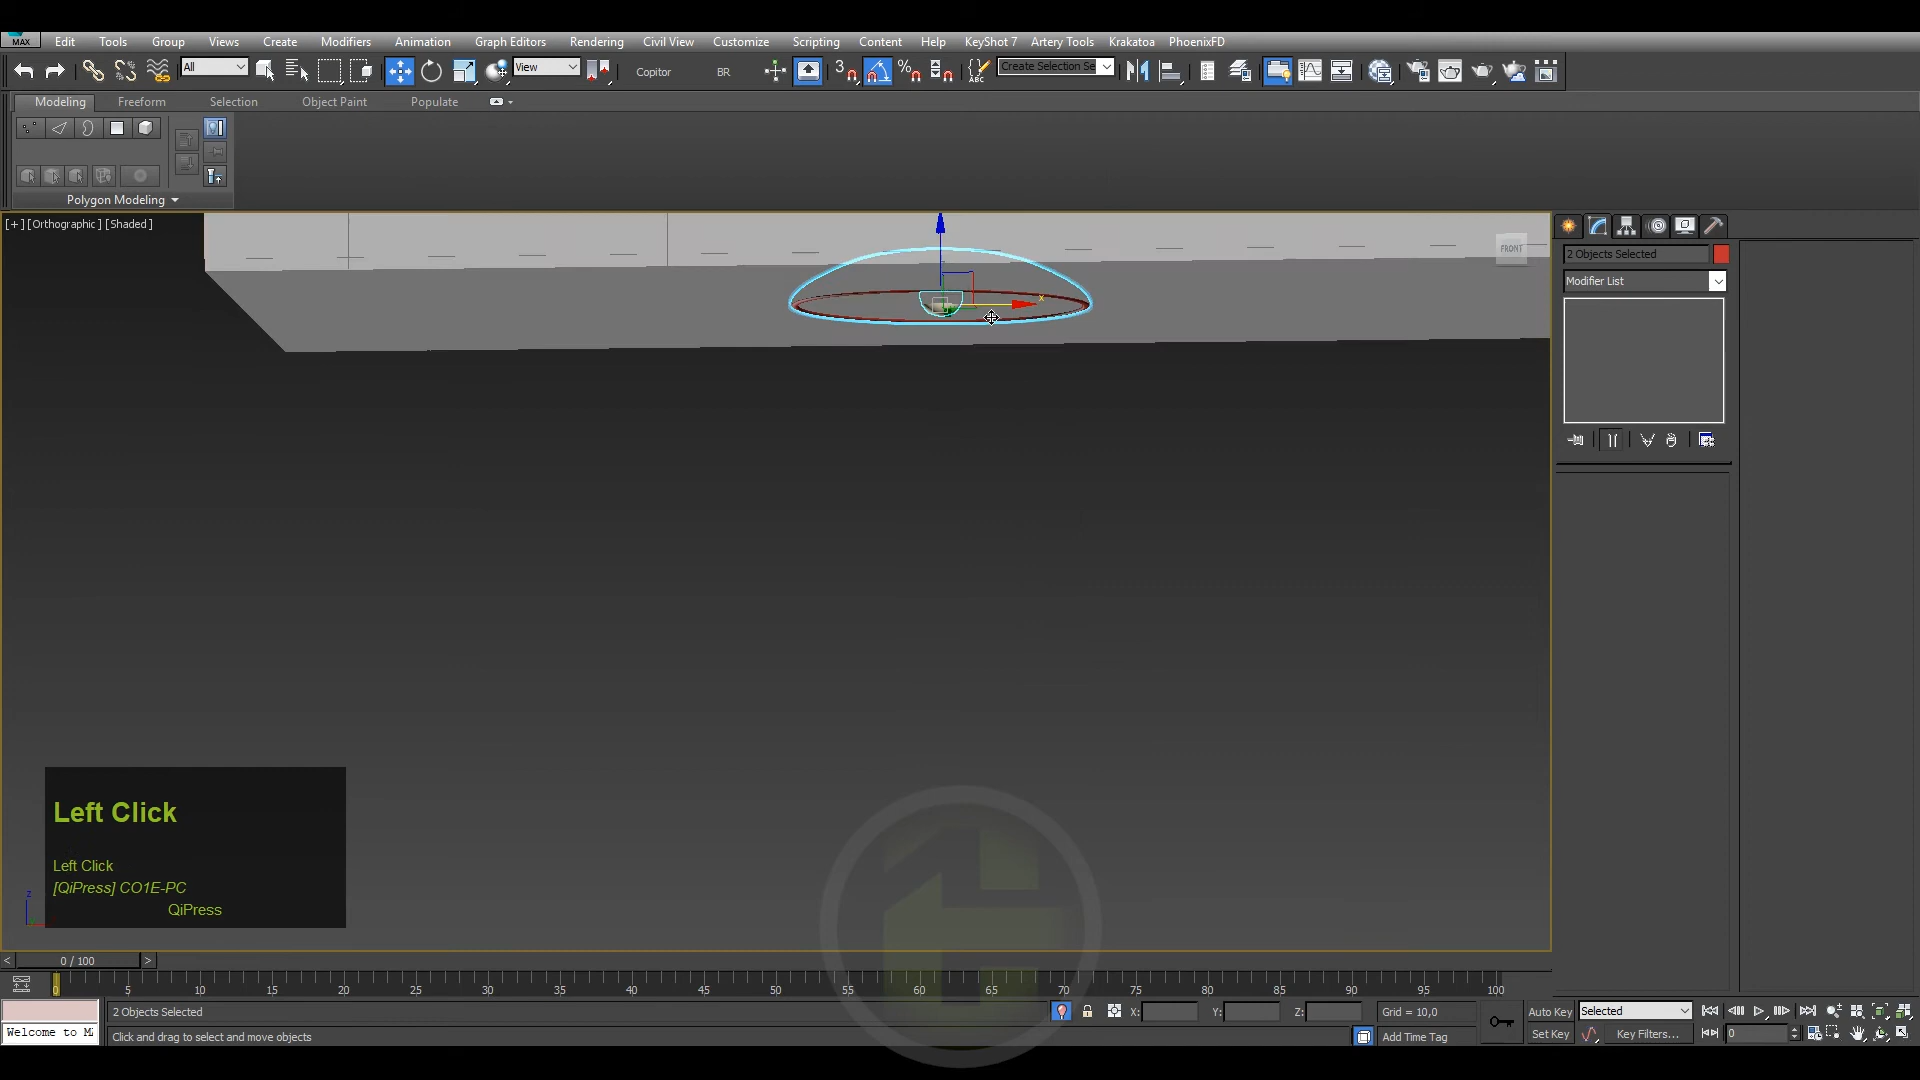 MAX Edit Tools Group Views Create Modifiers Animation Graph Editors Rendering Civil View Customize Scripting Content Help KeyShot 7 Artery Tools Krakatoa PhoenixFD
All View Copitor BR 3 % ABC Create Selection Se
Modeling Freeform Selection Object Paint Populate
Polygon Modeling
[+] [Orthographic] [Shaded]
FRONT
2 Objects Selected
Modifier List
x
Left Click
Left Click
[QiPress] CO1E-PC
QiPress
z
< 0 / 100 >
0 5 10 15 20 25 30 35 40 45 50 55 60 65 70 75 80 85 90 95 100
2 Objects Selected X: Y: Z: Grid = 10,0 Auto Key Selected
Welcome to M Click and drag to select and move objects Add Time Tag Set Key Key Filters... 0